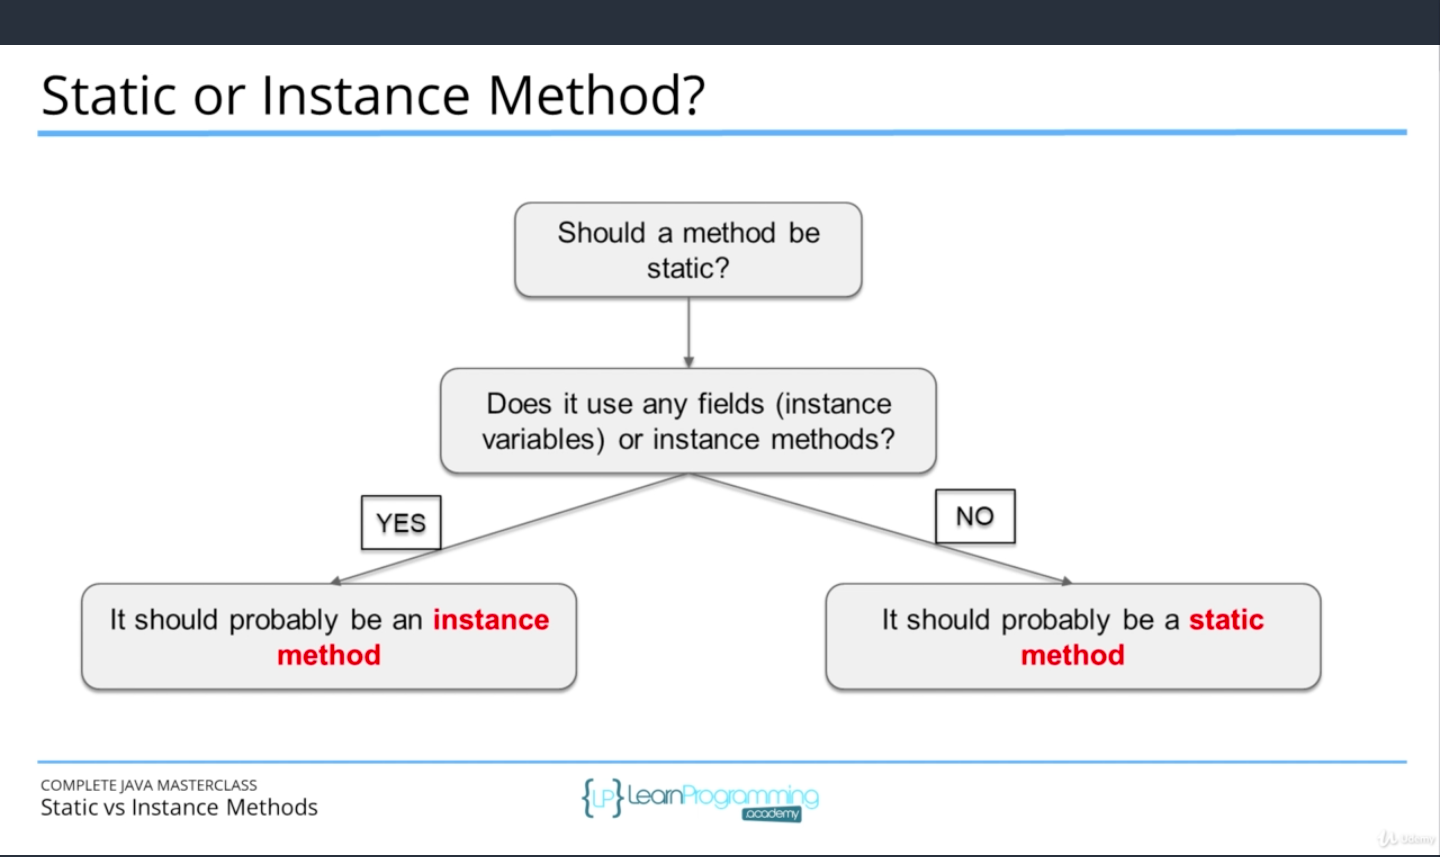 Static or Instance Method?
Should a method be
static?
Does it use any fields (instance
variables) or instance methods?
YES
NO
It should probably be an instance
method
It should probably be a static
method
COMPLETE JAVA MASTERCLASS
Static vs Instance Methods
{LP} LearnProgramming
.academy
Udemy